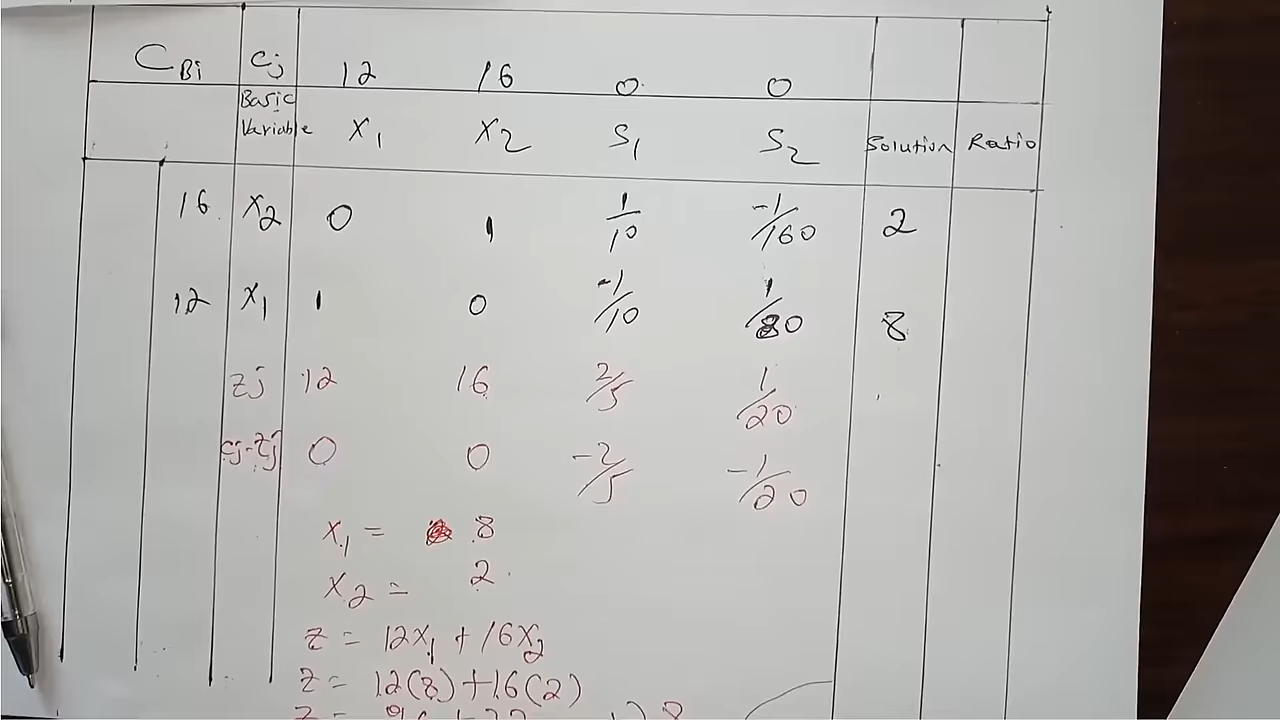 CBi Cj 12 16 0 0
Basic Variable X1 X2 S1 S2 Solution Ratio
16 X2 0 1 1/10 -1/160 2
12 X1 1 0 -1/10 1/80 8
Zj 12 16 2/5 1/20
Cj-Zj 0 0 -2/5 -1/20
X1 = 8
X2 = 2
Z = 12X1 + 16X2
Z = 12(8) + 16(2)